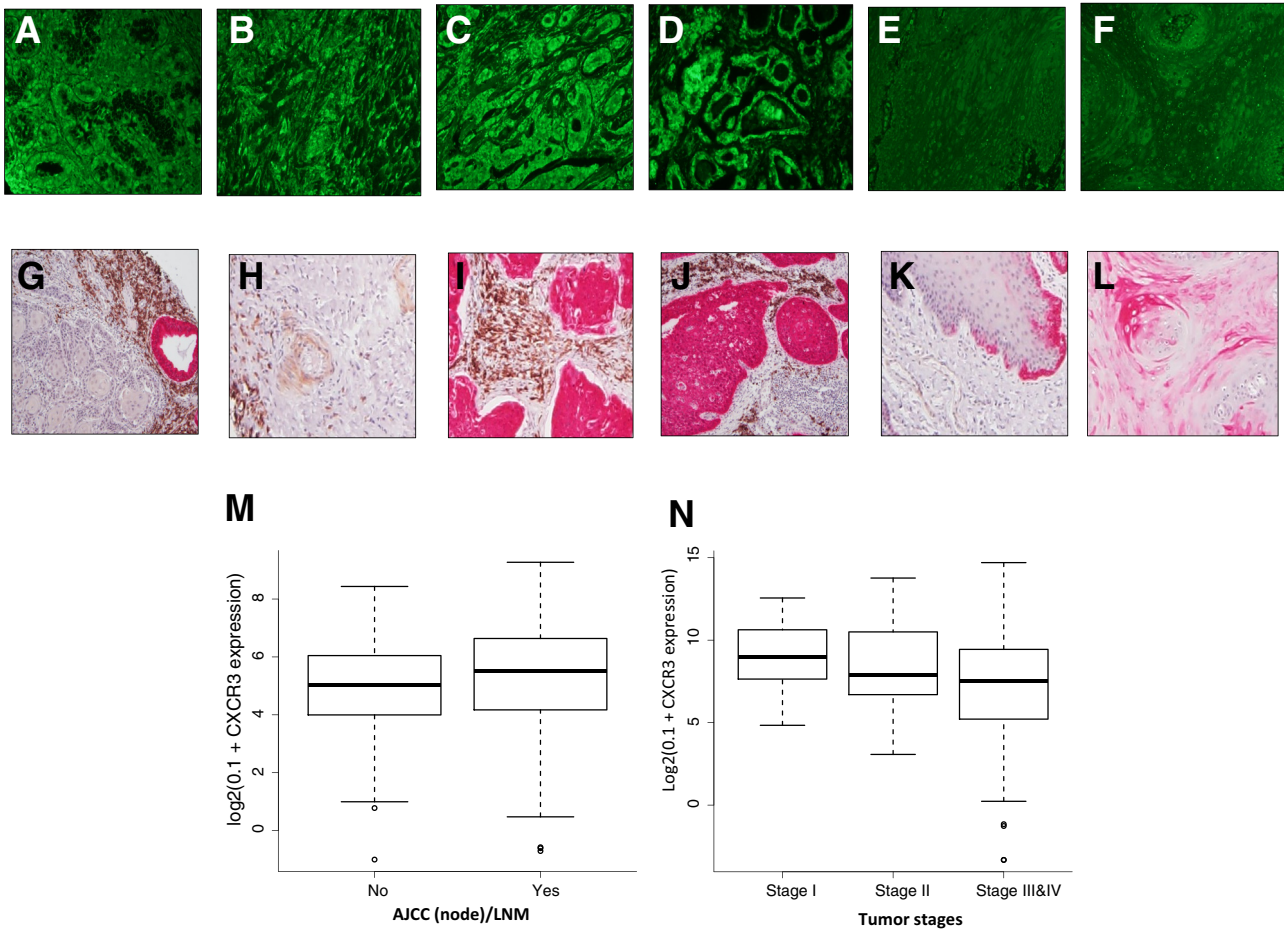 A B C D E F
G H I J K L
M
log2(0.1 + CXCR3 expression)
8
6
4
2
0
No Yes
AJCC (node)/LNM
N
Log2(0.1 + CXCR3 expression)
15
10
5
0
Stage I Stage II Stage III&IV
Tumor stages